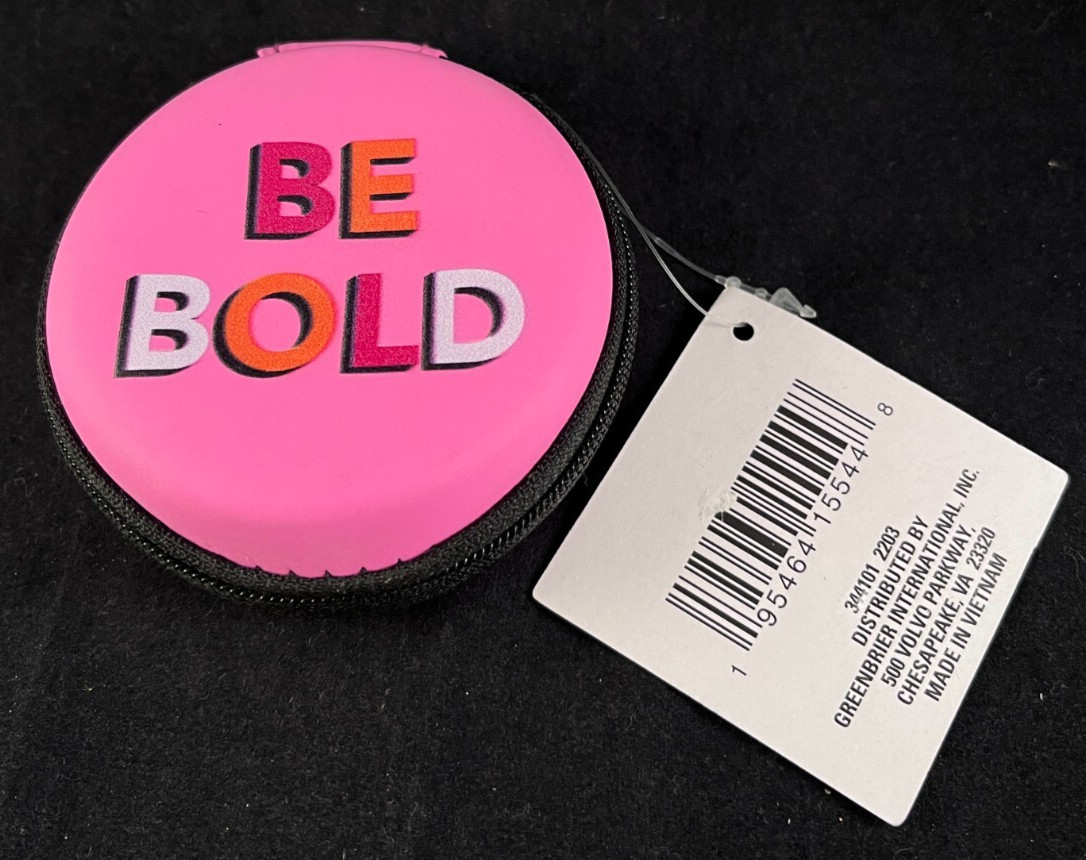 BE
BOLD
1 95464 15544 8
344101 2203
DISTRIBUTED BY
GREENBRIER INTERNATIONAL, INC.
500 VOLVO PARKWAY,
CHESAPEAKE, VA 23320
MADE IN VIETNAM